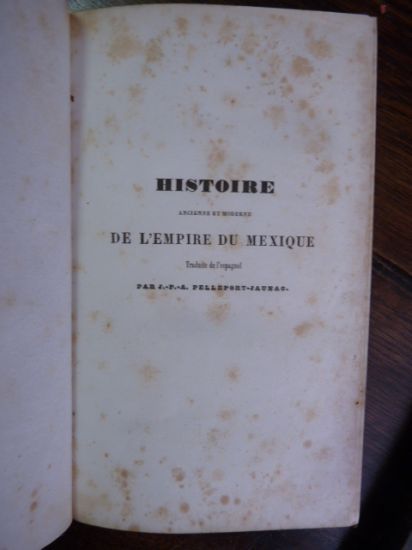 HISTOIRE
ANCIENNE ET MODERNE
DE L'EMPIRE DU MEXIQUE
Traduite de l'espagnol
PAR J.-P.-A. PELLEPORT-JAUNAC.